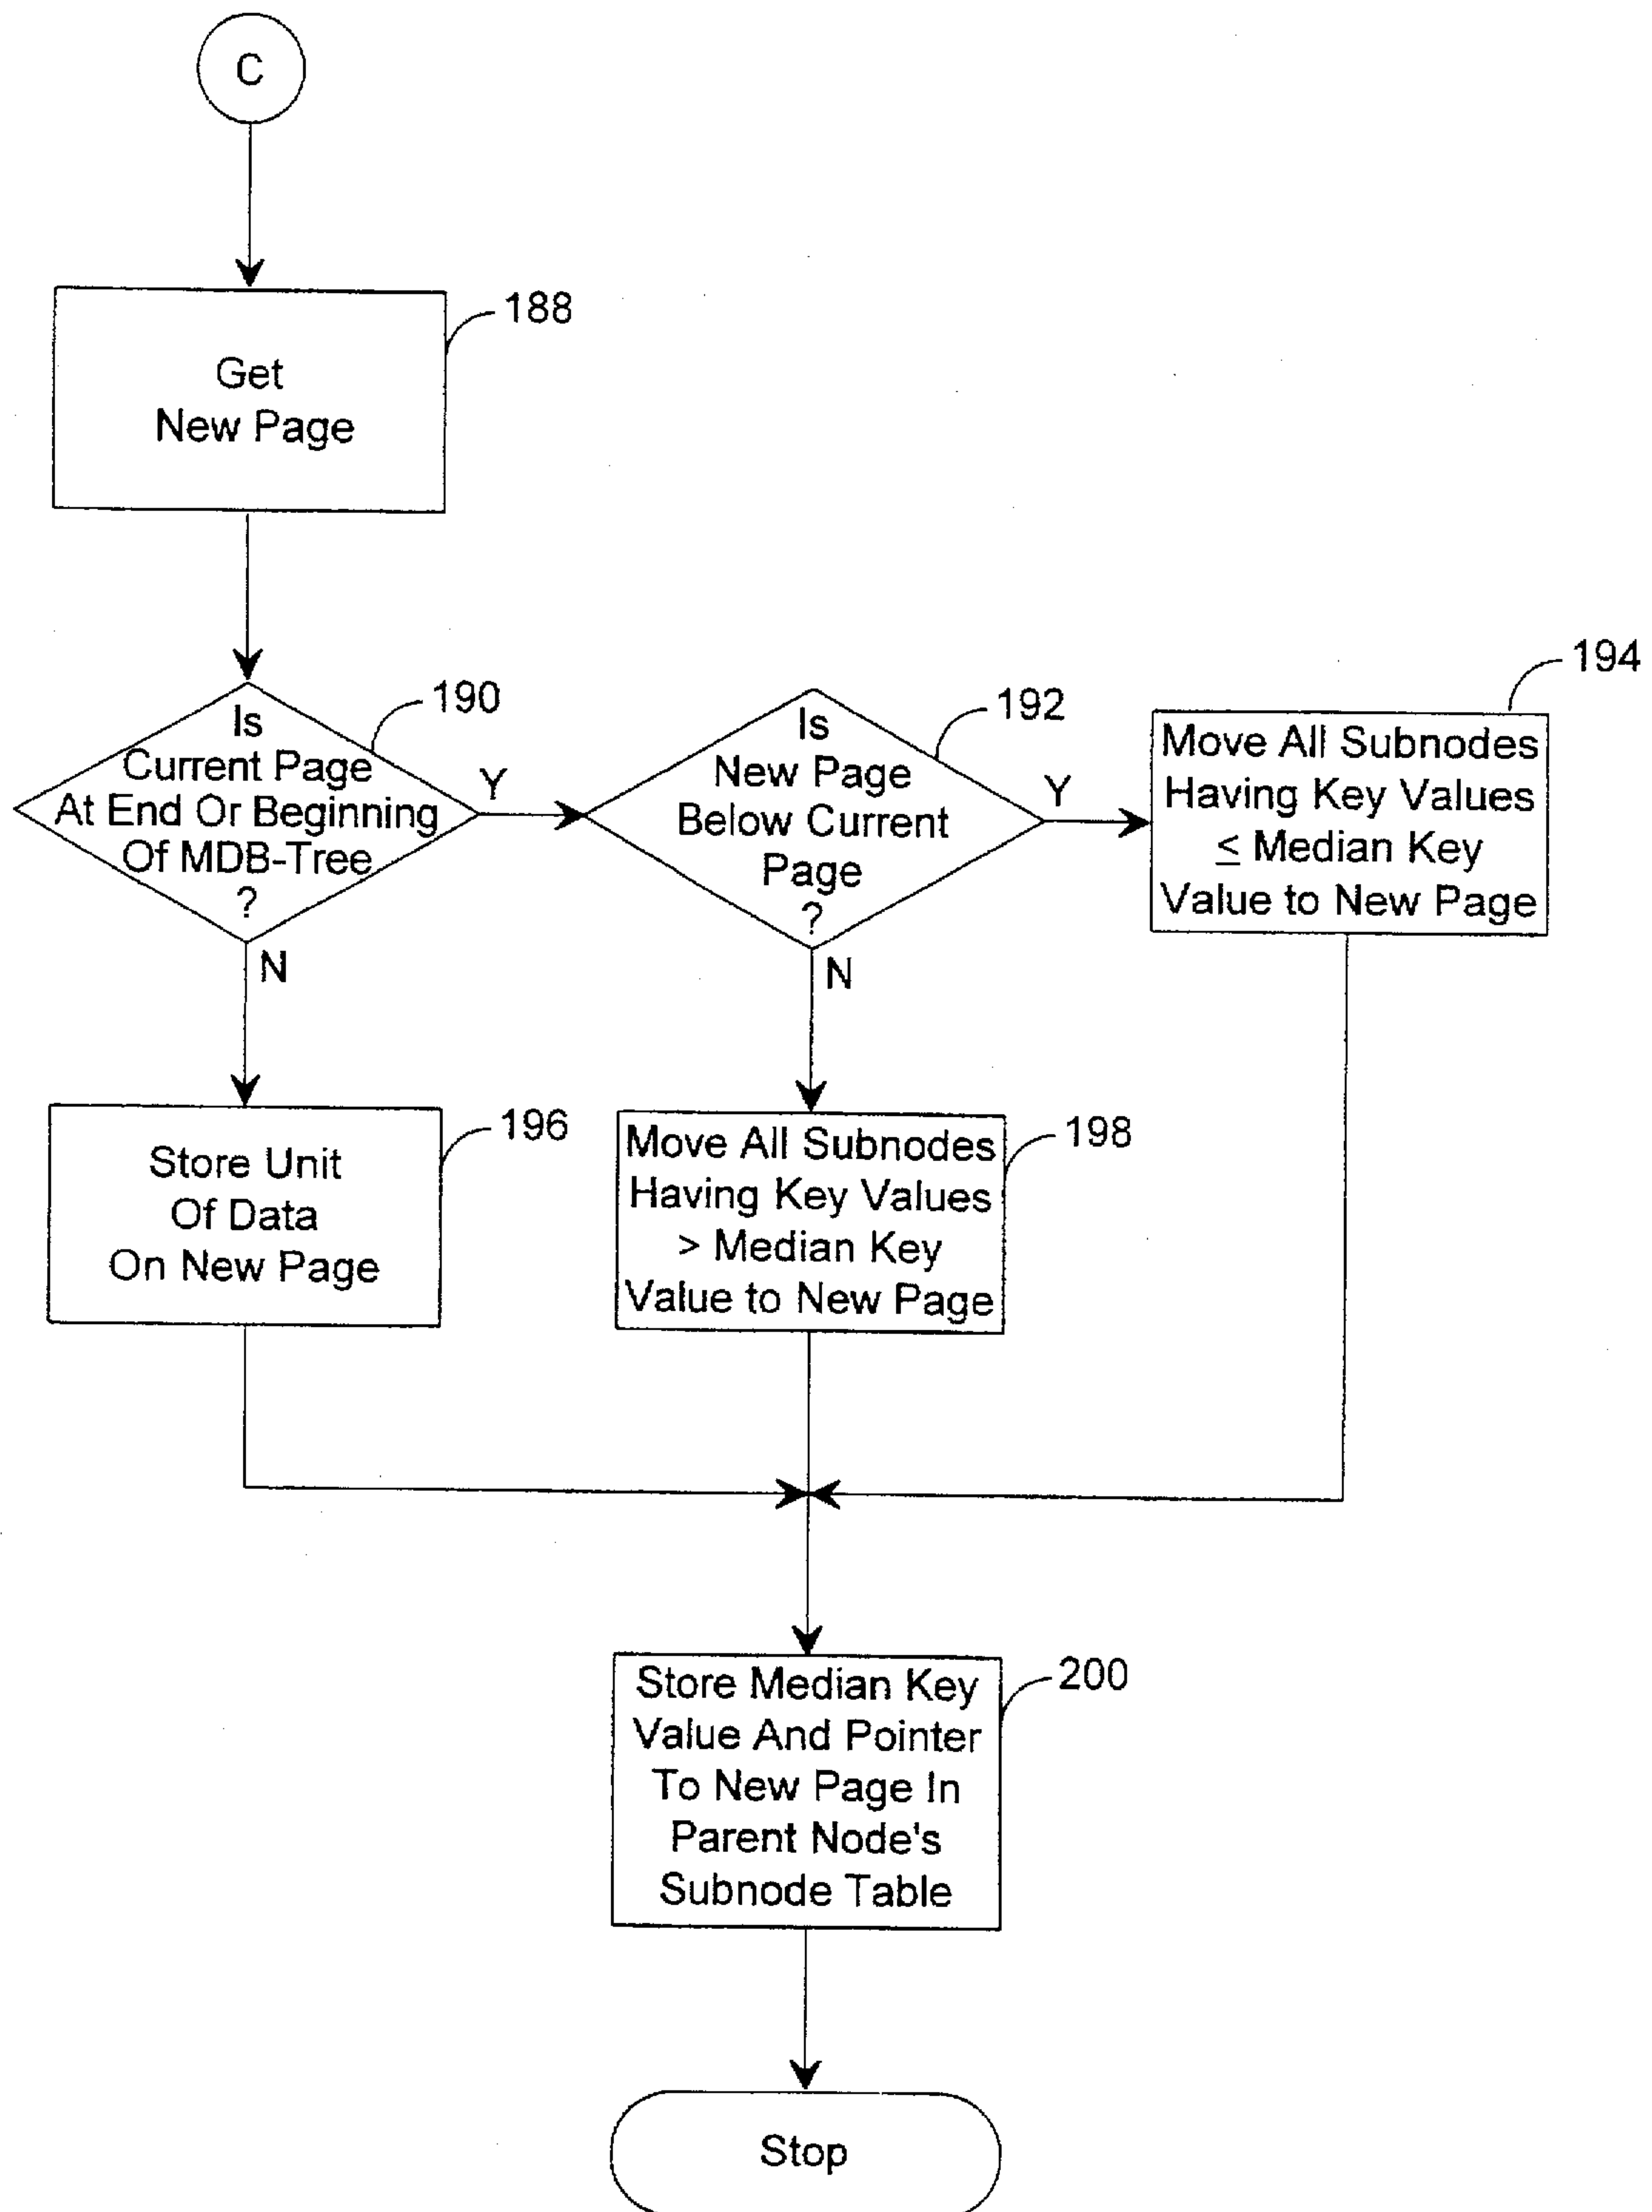 C
188
Get
New Page
190
Is
Current Page
At End Or Beginning
Of MDB-Tree
?
Y
N
192
Is
New Page
Below Current
Page
?
Y
N
194
Move All Subnodes
Having Key Values
≤ Median Key
Value to New Page
196
Store Unit
Of Data
On New Page
198
Move All Subnodes
Having Key Values
> Median Key
Value to New Page
200
Store Median Key
Value And Pointer
To New Page In
Parent Node's
Subnode Table
Stop